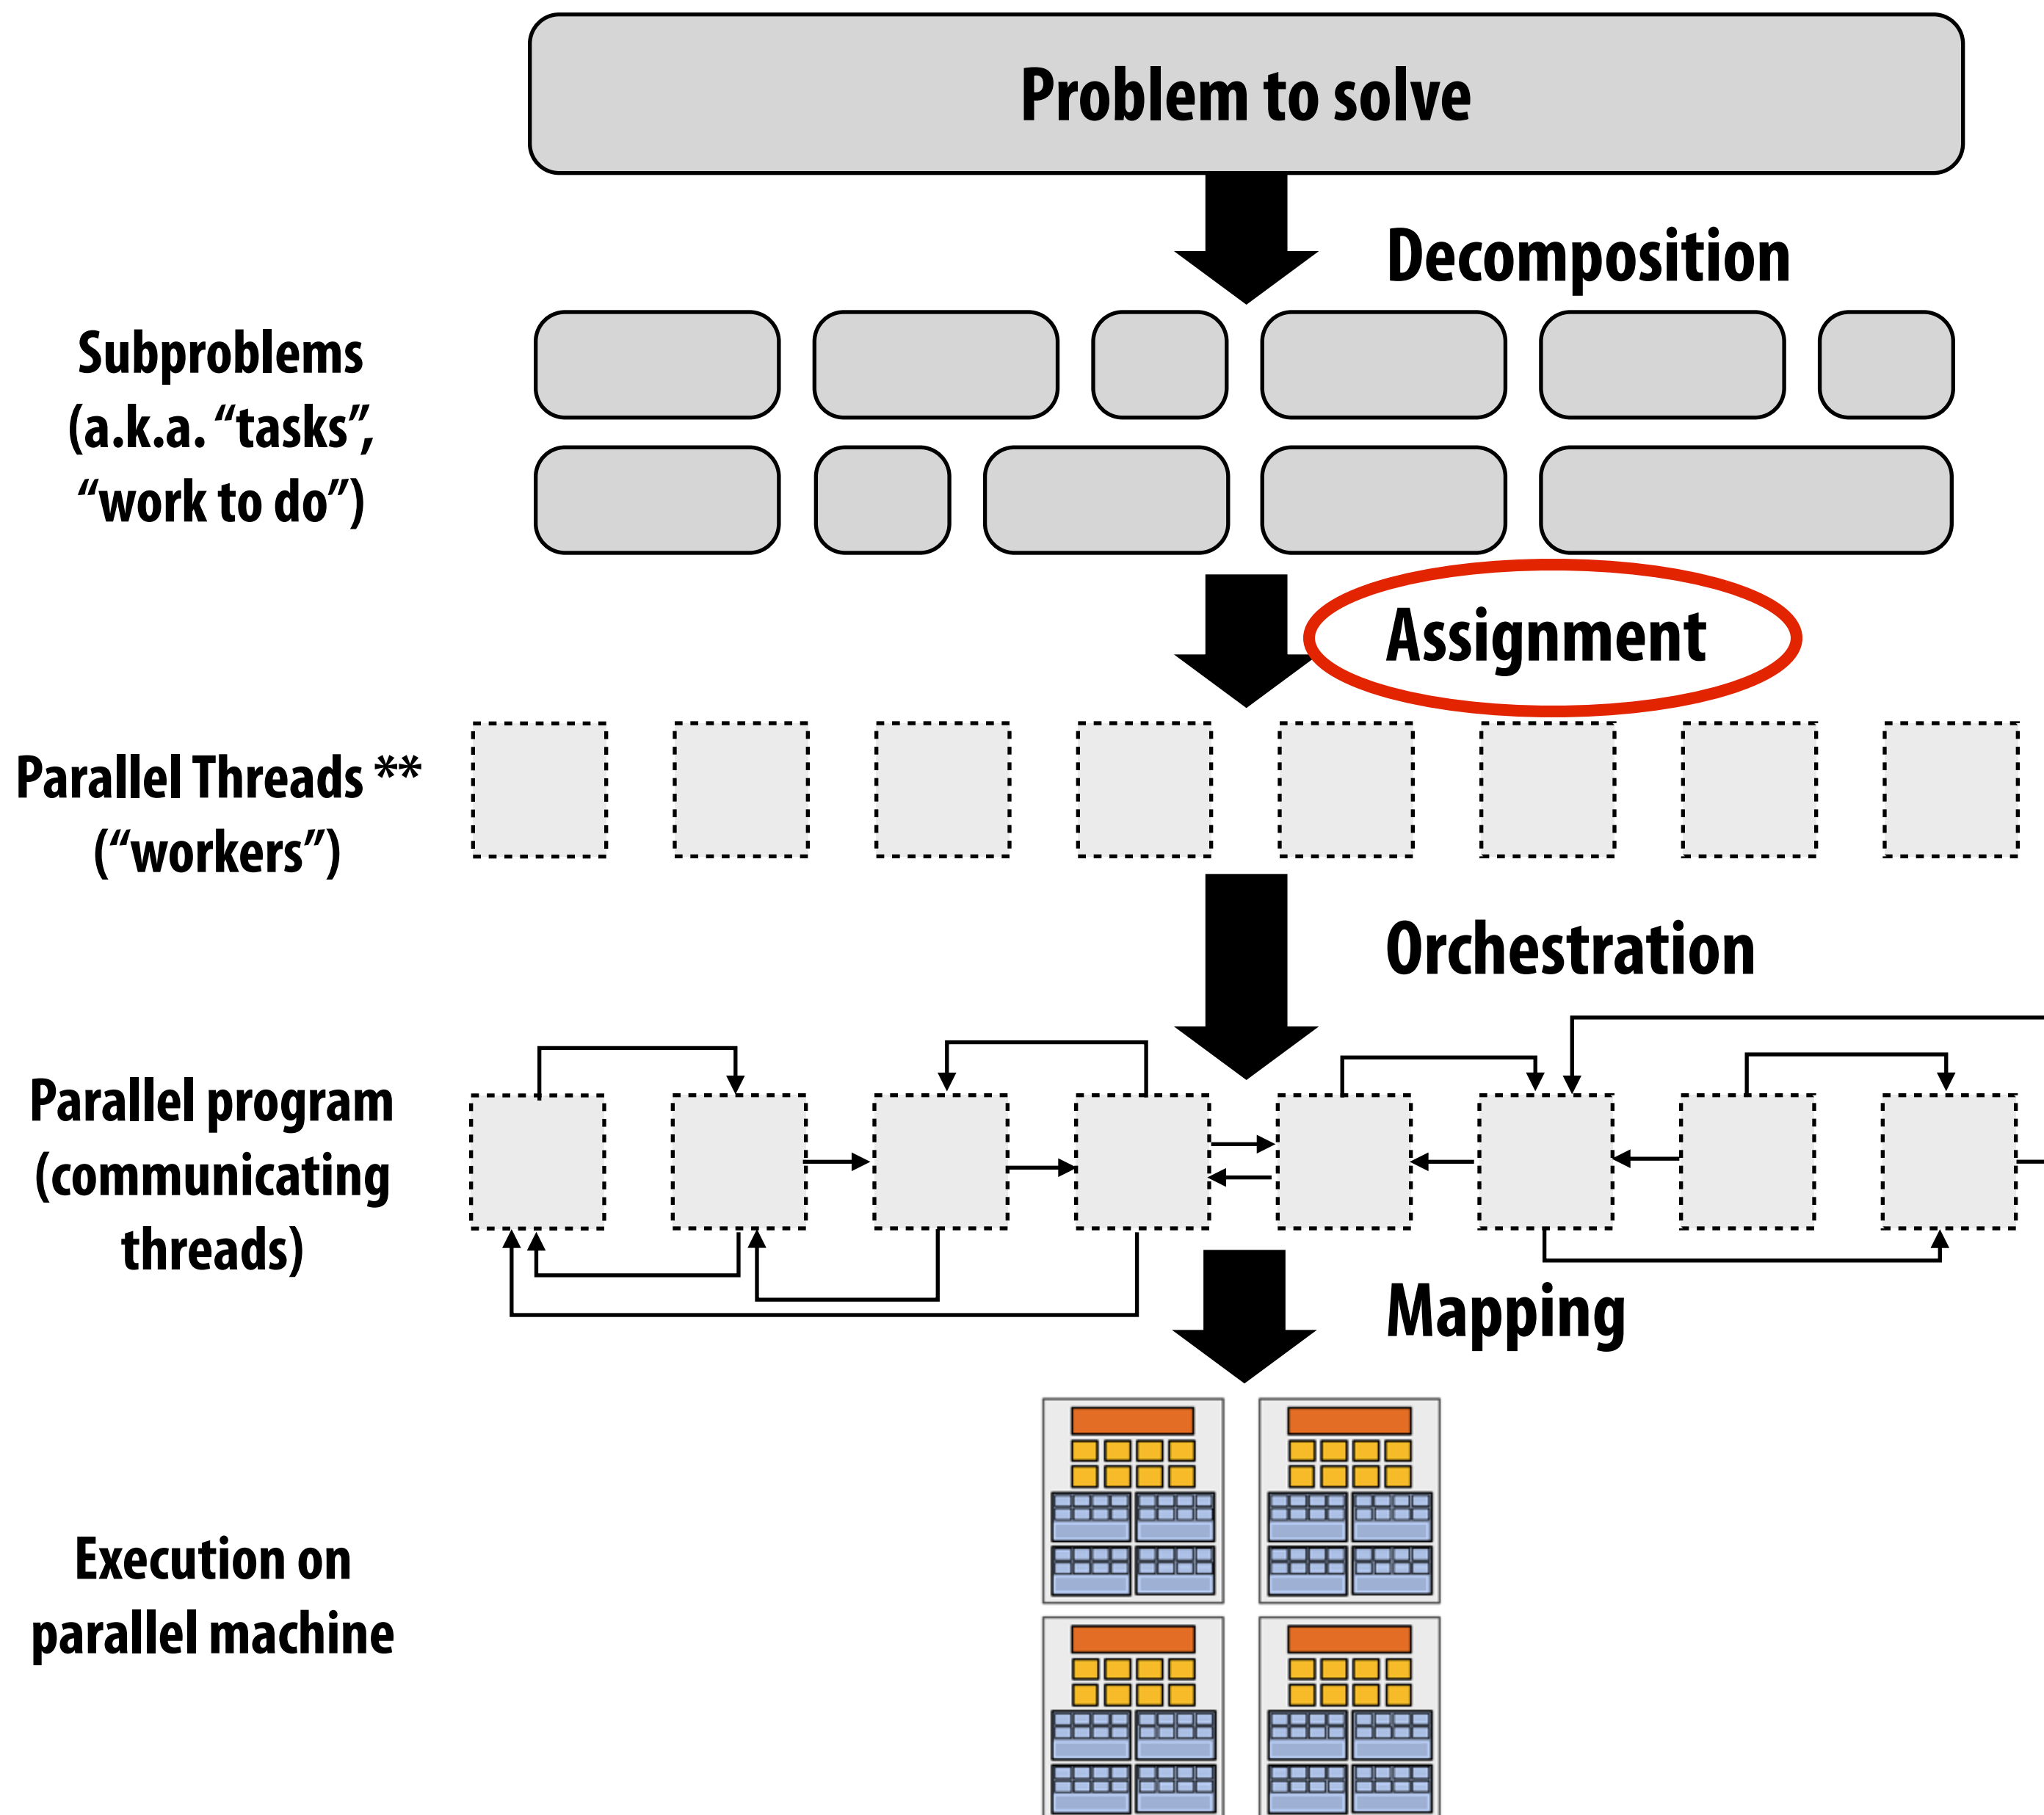 Problem to solve
Decomposition
Subproblems
(a.k.a. “tasks”,
“work to do”)
Assignment
Parallel Threads **
(“workers”)
Orchestration
Parallel program
(communicating
threads)
Mapping
Execution on
parallel machine